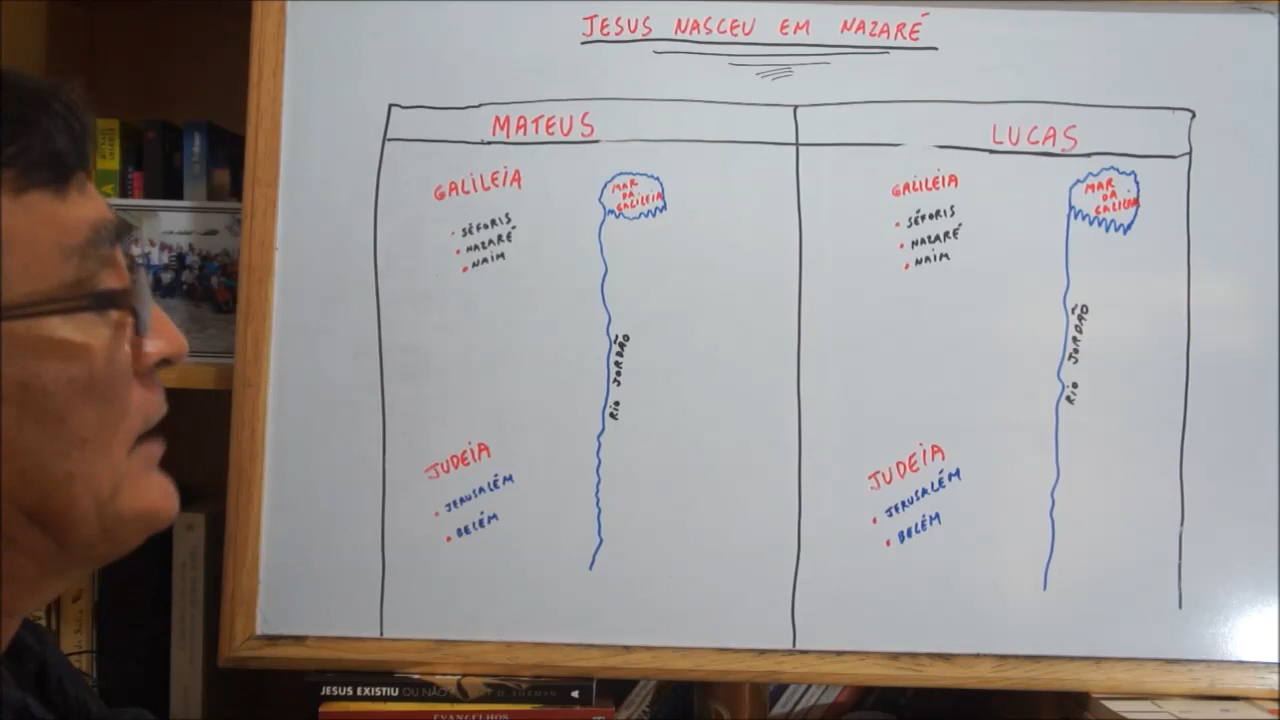 JESUS NASCEU EM NAZARÉ
MATEUS
GALILEIA
SÉFORIS
NAZARÉ
NAIM
MAR
DA
GALILEIA
RIO JORDÃO
JUDEIA
JERUSALÉM
BELÉM
LUCAS
GALILEIA
SÉFORIS
NAZARÉ
NAIM
MAR
DA
GALILEIA
RIO JORDÃO
JUDEIA
JERUSALÉM
BELÉM
JESUS EXISTIU OU NÃO
EVANGELHOS